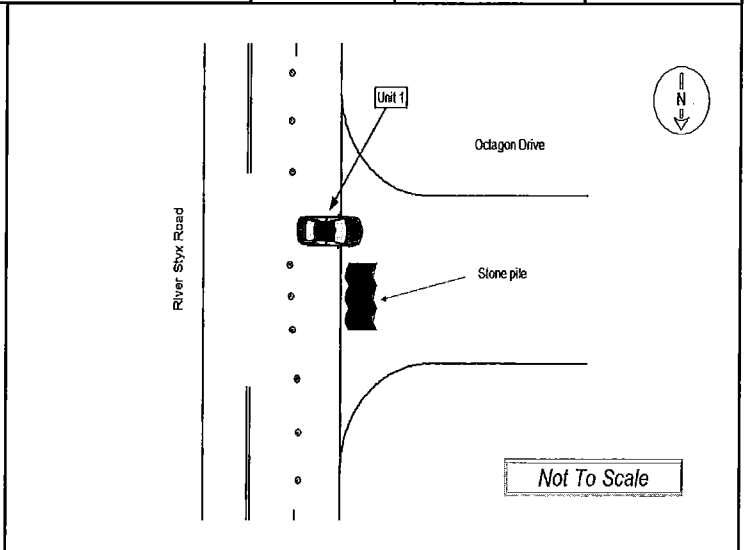 Unit 1
N
Octagon Drive
River Styx Road
Stone pile
Not To Scale